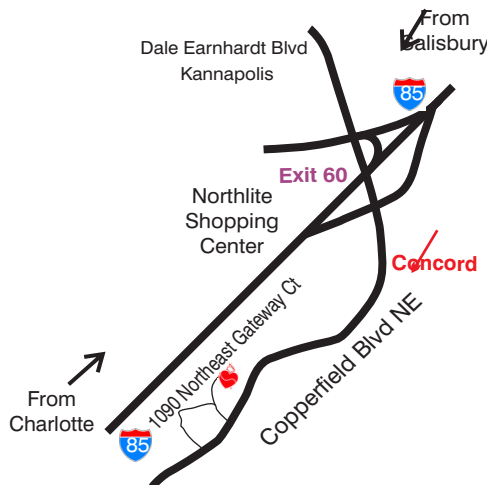 From
Salisbury
Dale Earnhardt Blvd
Kannapolis
85
Exit 60
Northlite
Shopping
Center
Concord
1090 Northeast Gateway Ct
Copperfield Blvd NE
From
Charlotte
85